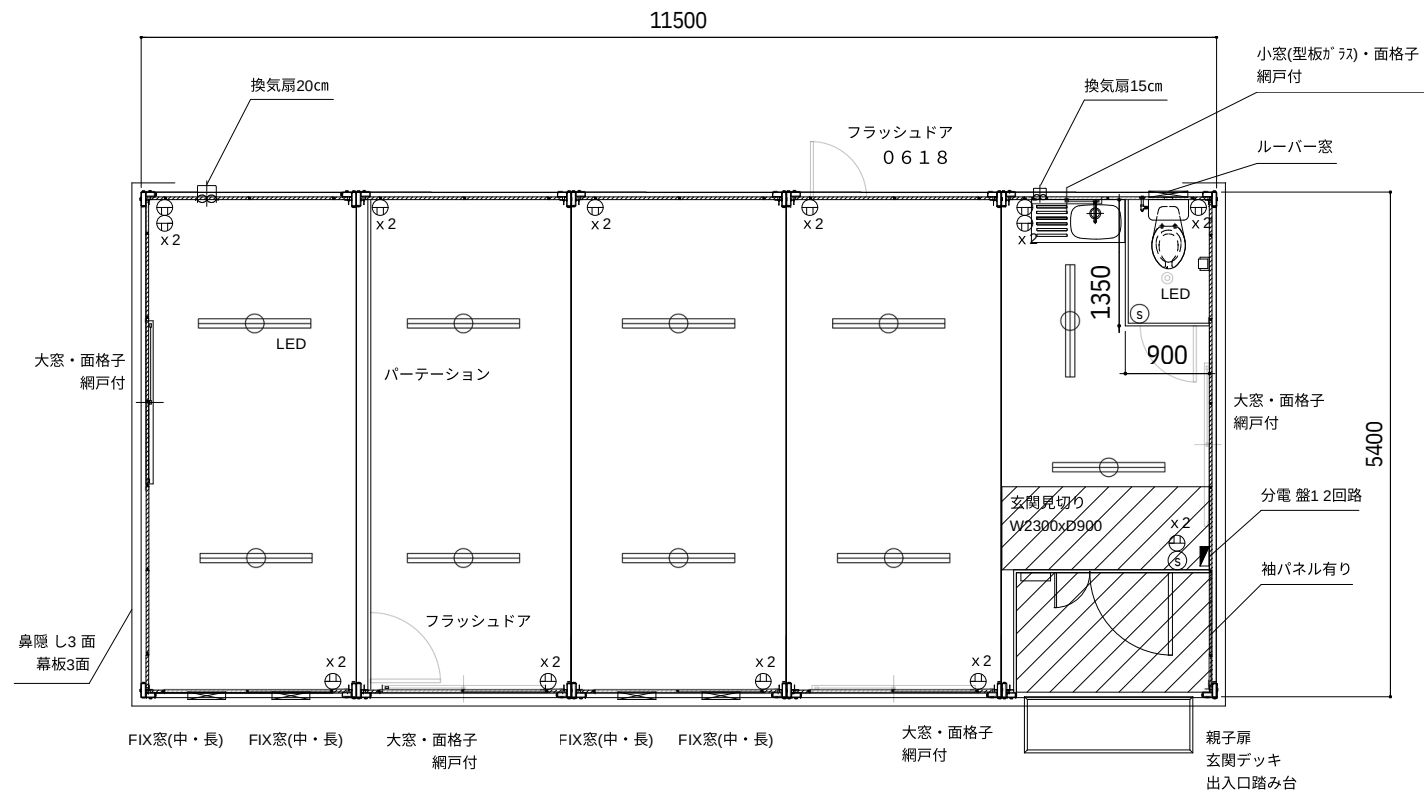 11500
小窓(型板ｶﾞﾗｽ)・面格子
網戸付
換気扇20㎝
換気扇15㎝
フラッシュドア
０６１８
ルーバー窓
x 2
x 2
x 2
x 2
x 2
x 2
LED
1350
S
LED
900
大窓・面格子
網戸付
パーテーション
大窓・面格子
網戸付
5400
玄関見切り
W2300xD900
分電 盤1 2回路
x 2
S
袖パネル有り
フラッシュドア
鼻隠 し3 面
幕板3面
x 2
x 2
x 2
x 2
FIX窓(中・長)
FIX窓(中・長)
大窓・面格子
網戸付
FIX窓(中・長)
FIX窓(中・長)
大窓・面格子
網戸付
親子扉
玄関デッキ
出入口踏み台